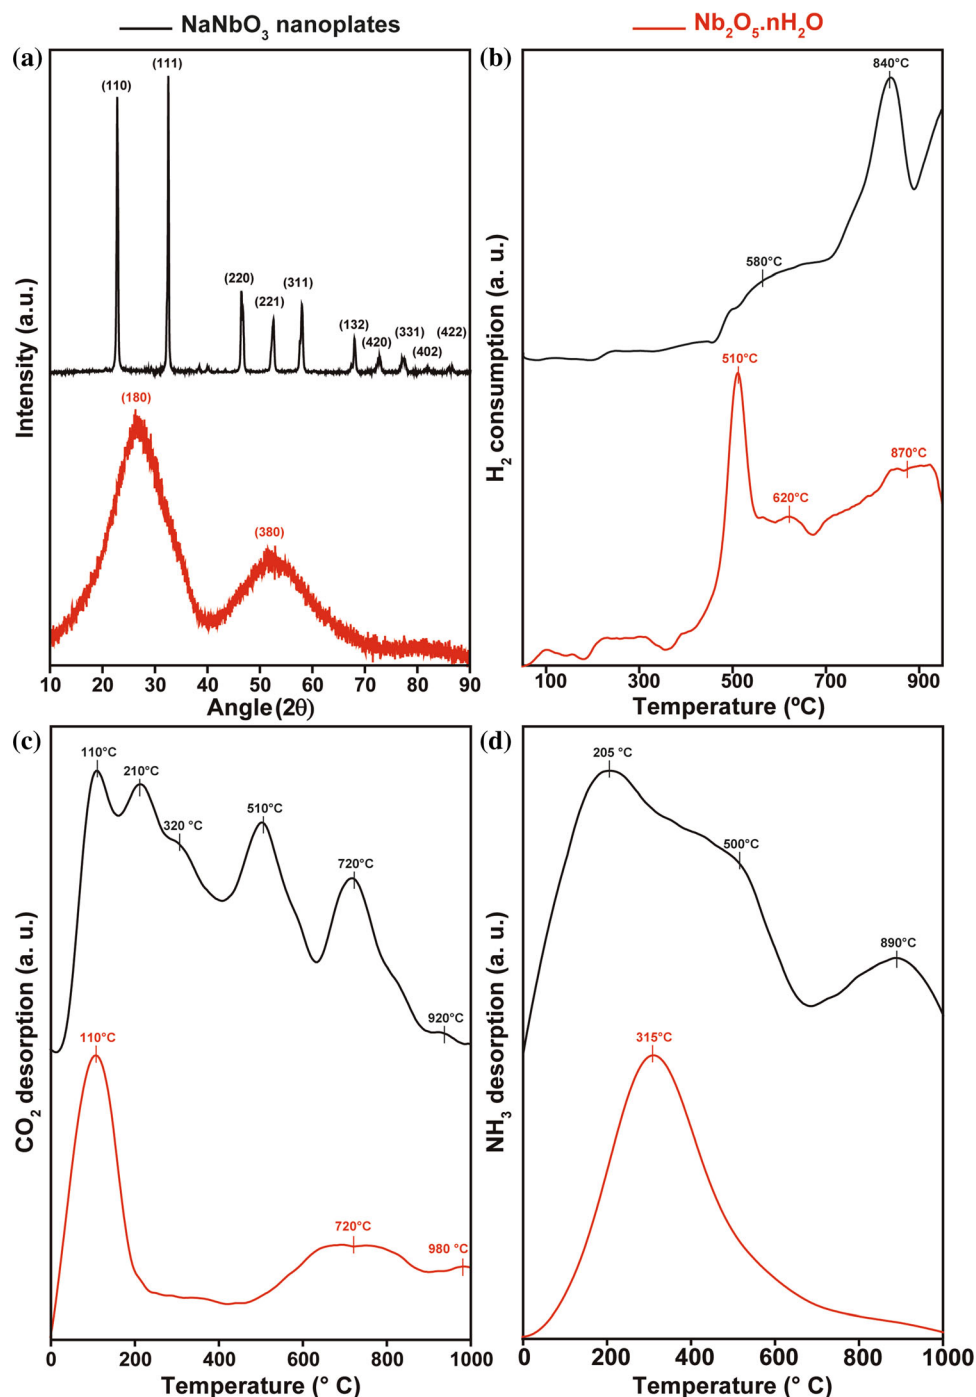 NaNbO₃ nanoplates
Nb₂O₅.nH₂O
(a)
(110)
(111)
(220)
(221)
(311)
(132)
(420)
(331)
(402)
(422)
(180)
(380)
Intensity (a.u.)
10 20 30 40 50 60 70 80 90
Angle (2θ)
(b)
840°C
580°C
510°C
620°C
870°C
H₂ consumption (a. u.)
100 300 500 700 900
Temperature (ºC)
(c)
110°C
210°C
320 °C
510°C
720°C
920°C
110°C
720°C
980 °C
CO₂ desorption (a. u.)
0 200 400 600 800 1000
Temperature (° C)
(d)
205 °C
500°C
890°C
315°C
NH₃ desorption (a. u.)
0 200 400 600 800 1000
Temperature (° C)